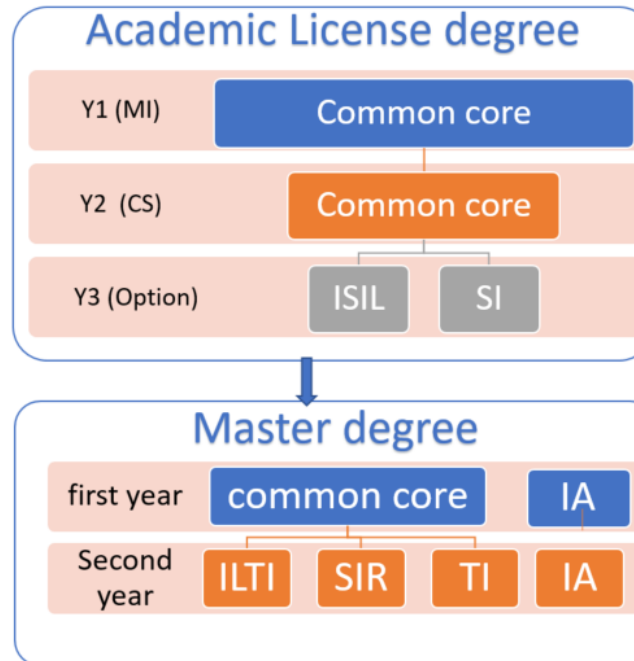 Academic License degree
Y1 (MI)
Common core
Y2 (CS)
Common core
Y3 (Option)
ISIL
SI
Master degree
first year
common core
IA
Second year
ILTI
SIR
TI
IA